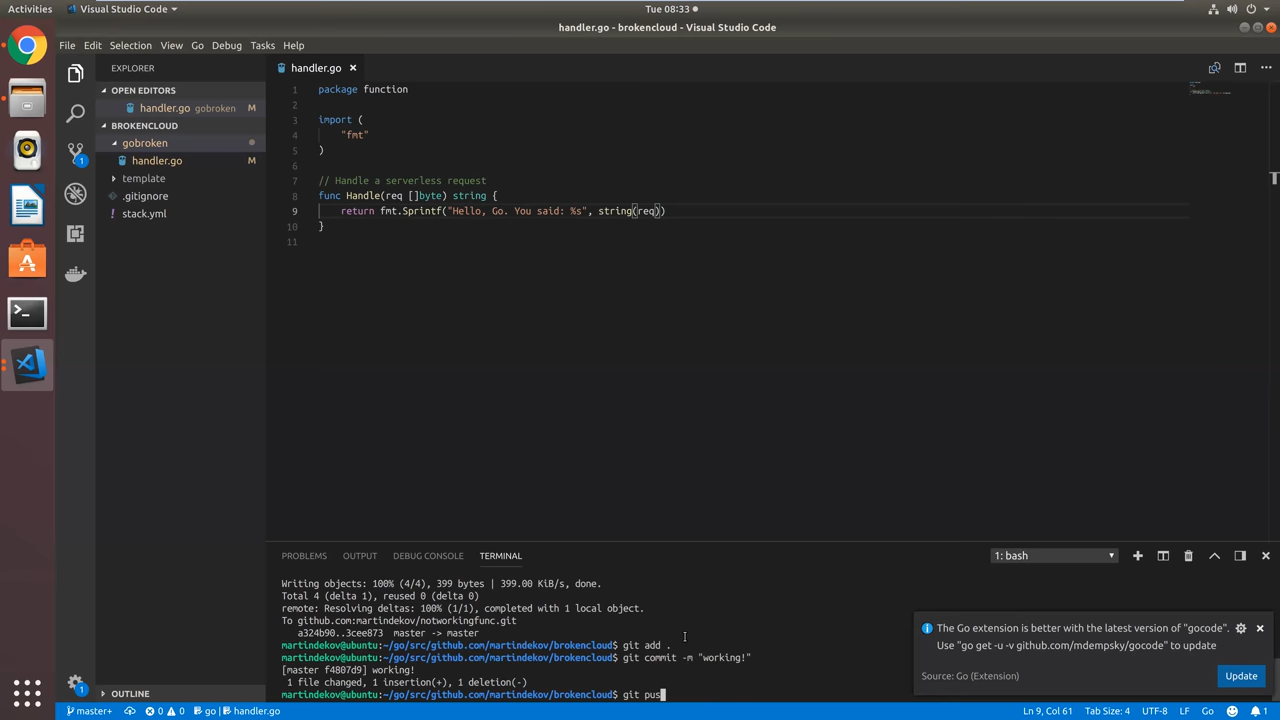 Activities
Visual Studio Code
Tue 08:33
handler.go - brokencloud - Visual Studio Code
File Edit Selection View Go Debug Tasks Help
EXPLORER
OPEN EDITORS
handler.go gobroken M
BROKENCLOUD
gobroken
handler.go M
template
.gitignore
! stack.yml
OUTLINE
handler.go
1 package function
2
3 import (
4 "fmt"
5 )
6
7 // Handle a serverless request
8 func Handle(req []byte) string {
9 return fmt.Sprintf("Hello, Go. You said: %s", string(req))
10 }
11
PROBLEMS OUTPUT DEBUG CONSOLE TERMINAL
1: bash
Writing objects: 100% (4/4), 399 bytes | 399.00 KiB/s, done.
Total 4 (delta 1), reused 0 (delta 0)
remote: Resolving deltas: 100% (1/1), completed with 1 local object.
To github.com:martindekov/notworkingfunc.git
a324b90..3cee873 master -> master
martindekov@ubuntu:~/go/src/github.com/martindekov/brokencloud$ git add .
martindekov@ubuntu:~/go/src/github.com/martindekov/brokencloud$ git commit -m "working!"
[master f4807d9] working!
1 file changed, 1 insertion(+), 1 deletion(-)
martindekov@ubuntu:~/go/src/github.com/martindekov/brokencloud$ git pus
The Go extension is better with the latest version of "gocode".
Use "go get -u -v github.com/mdempsky/gocode" to update
Source: Go (Extension)
Update
1
1
master+ 0 0 go | handler.go
Ln 9, Col 61 Tab Size: 4 UTF-8 LF Go 1